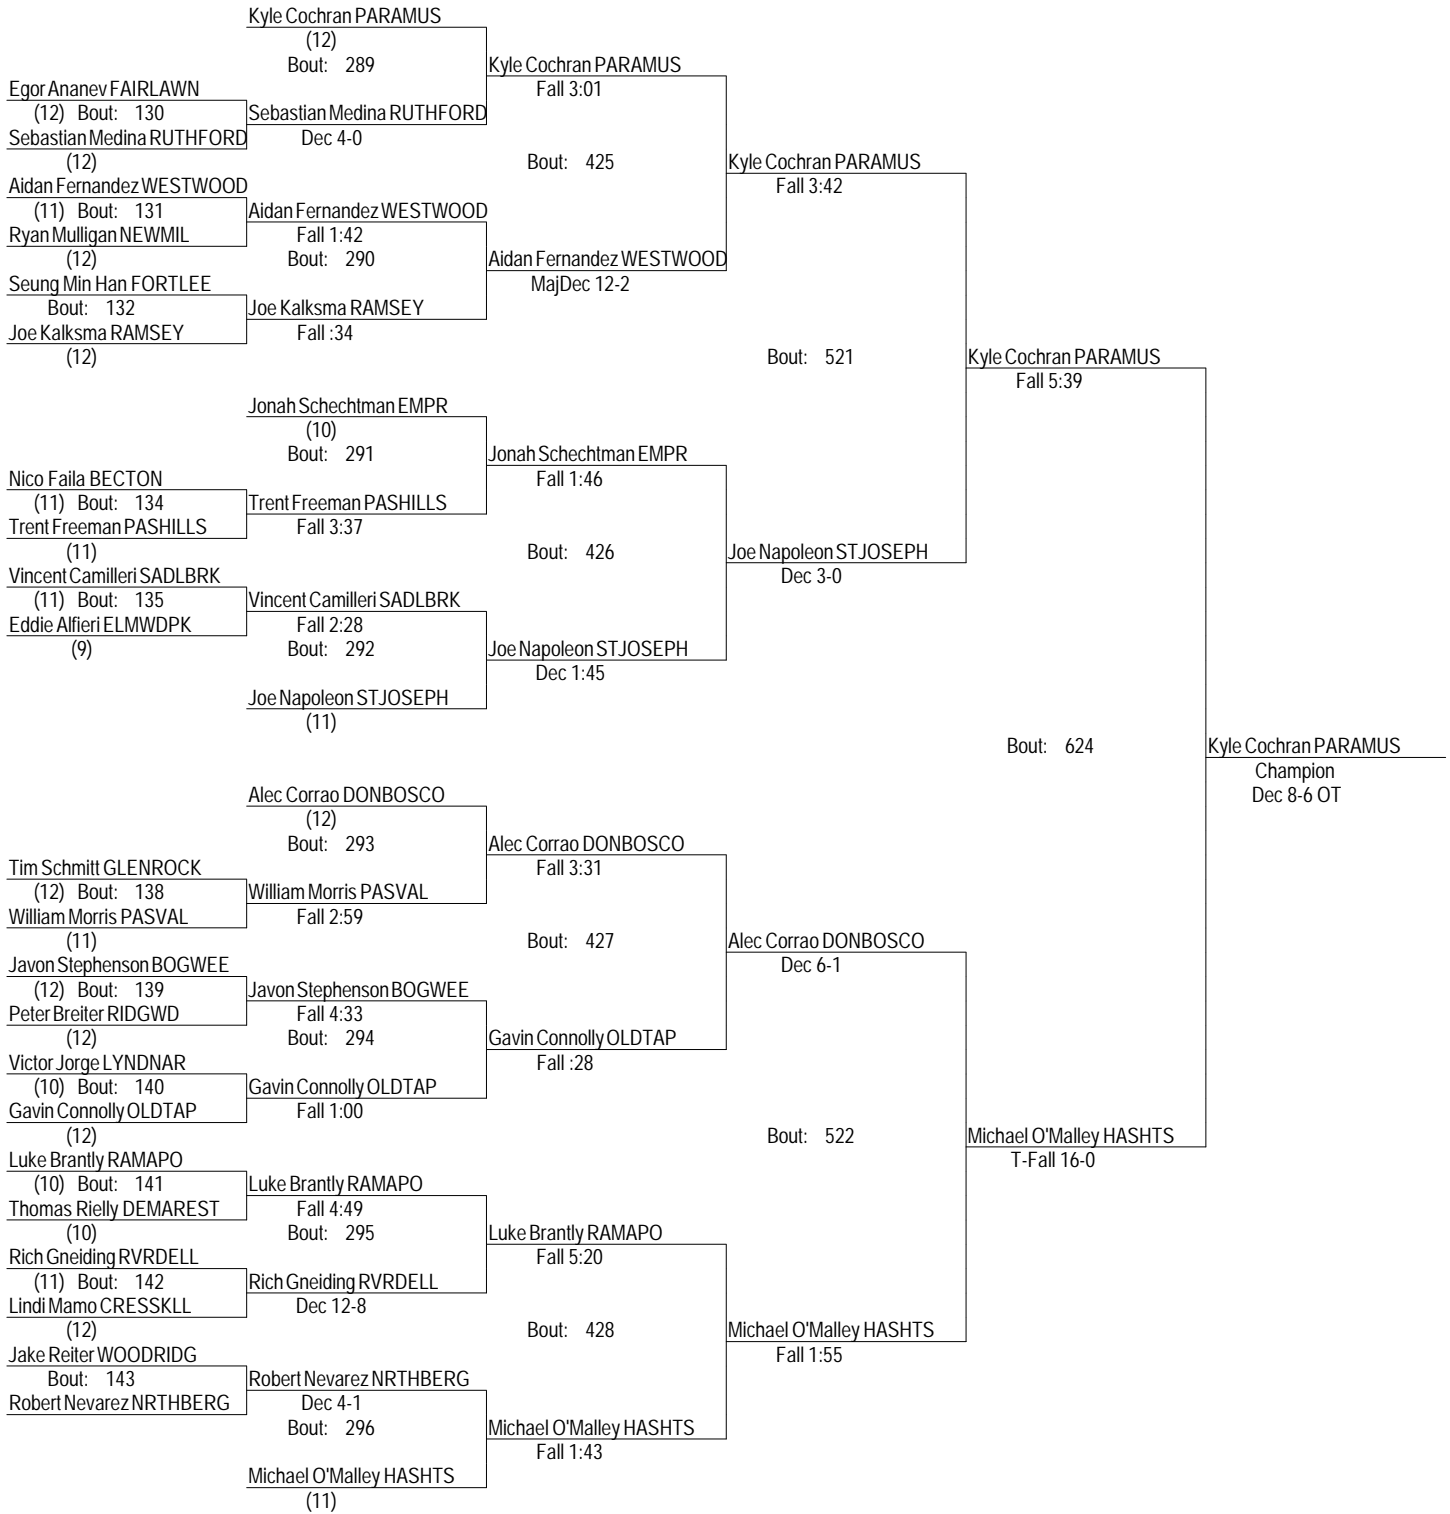 Kyle Cochran PARAMUS
(12)
Bout: 289
Kyle Cochran PARAMUS
Fall 3:01
Egor Ananev FAIRLAWN
(12) Bout: 130
Sebastian Medina RUTHFORD
Sebastian Medina RUTHFORD
Dec 4-0
(12)
Bout: 425
Kyle Cochran PARAMUS
Fall 3:42
Aidan Fernandez WESTWOOD
(11) Bout: 131
Aidan Fernandez WESTWOOD
Ryan Mulligan NEWMIL
Fall 1:42
(12)
Bout: 290
Aidan Fernandez WESTWOOD
MajDec 12-2
Seung Min Han FORTLEE
Bout: 132
Joe Kalksma RAMSEY
Joe Kalksma RAMSEY
Fall :34
(12)
Bout: 521
Kyle Cochran PARAMUS
Fall 5:39
Jonah Schechtman EMPR
(10)
Bout: 291
Jonah Schechtman EMPR
Fall 1:46
Nico Faila BECTON
(11) Bout: 134
Trent Freeman PASHILLS
Trent Freeman PASHILLS
Fall 3:37
(11)
Bout: 426
Joe Napoleon STJOSEPH
Dec 3-0
Vincent Camilleri SADLBRK
(11) Bout: 135
Vincent Camilleri SADLBRK
Eddie Alfieri ELMWDPK
Fall 2:28
(9)
Bout: 292
Joe Napoleon STJOSEPH
Dec 1:45
Joe Napoleon STJOSEPH
(11)
Bout: 624
Kyle Cochran PARAMUS
Champion
Dec 8-6 OT
Alec Corrao DONBOSCO
(12)
Bout: 293
Alec Corrao DONBOSCO
Fall 3:31
Tim Schmitt GLENROCK
(12) Bout: 138
William Morris PASVAL
William Morris PASVAL
Fall 2:59
(11)
Bout: 427
Alec Corrao DONBOSCO
Dec 6-1
Javon Stephenson BOGWEE
(12) Bout: 139
Javon Stephenson BOGWEE
Peter Breiter RIDGWD
Fall 4:33
(12)
Bout: 294
Gavin Connolly OLDTAP
Fall :28
Victor Jorge LYNDNAR
(10) Bout: 140
Gavin Connolly OLDTAP
Gavin Connolly OLDTAP
Fall 1:00
(12)
Bout: 522
Michael O'Malley HASHTS
T-Fall 16-0
Luke Brantly RAMAPO
(10) Bout: 141
Luke Brantly RAMAPO
Thomas Rielly DEMAREST
Fall 4:49
(10)
Bout: 295
Luke Brantly RAMAPO
Fall 5:20
Rich Gneiding RVRDELL
(11) Bout: 142
Rich Gneiding RVRDELL
Lindi Mamo CRESSKLL
Dec 12-8
(12)
Bout: 428
Michael O'Malley HASHTS
Fall 1:55
Jake Reiter WOODRIDG
Bout: 143
Robert Nevarez NRTHBERG
Robert Nevarez NRTHBERG
Dec 4-1
Bout: 296
Michael O'Malley HASHTS
Fall 1:43
Michael O'Malley HASHTS
(11)